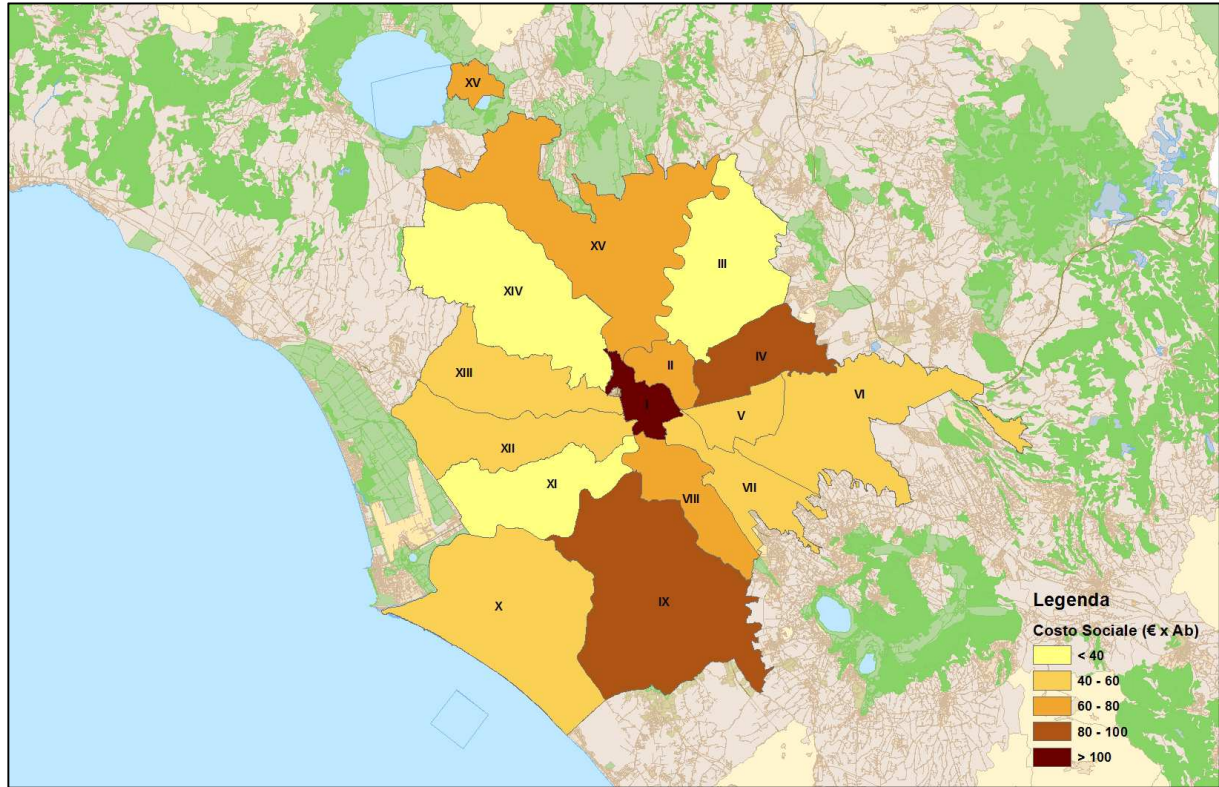 XV
XV
III
XIV
IV
II
XIII
VI
I
V
XII
XI
VII
VIII
X
IX
Legenda
Costo Sociale (€ x Ab)
< 40
40 - 60
60 - 80
80 - 100
> 100